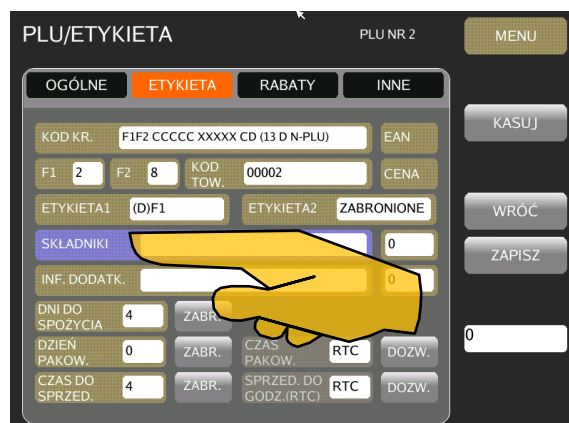 PLU/ETYKIETA PLU NR 2 MENU
OGÓLNE ETYKIETA RABATY INNE
KASUJ
KOD KR. F1F2 CCCCC XXXXX CD (13 D N-PLU) EAN
F1 2 F2 8 KOD TOW. 00002 CENA
ETYKIETA1 (D)F1 ETYKIETA2 ZABRONIONE WRÓĆ
SKŁADNIKI 0 ZAPISZ
INF. DODATK. 0
DNI DO SPOŻYCIA 4 ZABR.
0
DZIEŃ PAKOW. 0 ZABR. CZAS PAKOW. RTC DOZW.
CZAS DO SPRZED. 4 ZABR. SPRZED. DO GODZ.(RTC) RTC DOZW.